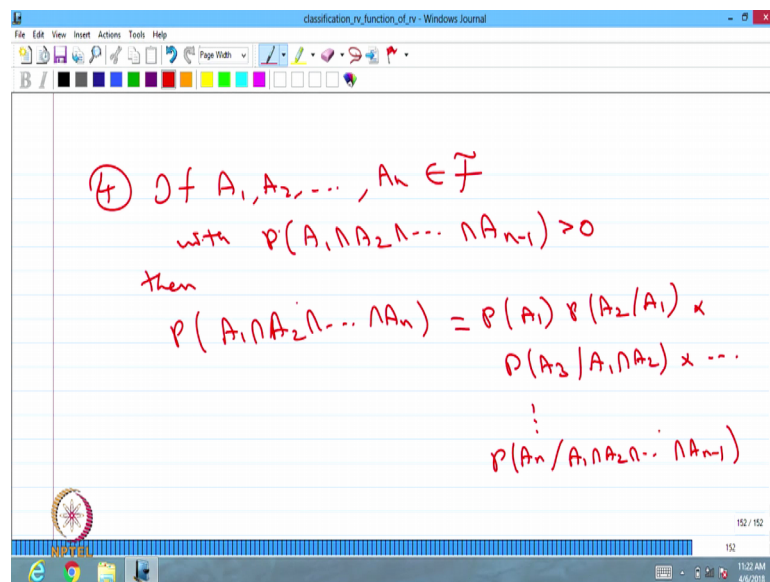 classification_rv_function_of_rv - Windows Journal
File Edit View Insert Actions Tools Help
Page Width
B I
④ If A₁, A₂, ..., Aₙ ∈ F̃
with P(A₁∩A₂∩--- ∩Aₙ₋₁) >0
then
P( A₁∩A₂∩--- ∩Aₙ) = P(A₁) P(A₂/A₁) ×
P(A₃/A₁∩A₂) × ---
⋮
P(Aₙ/A₁∩A₂∩-- ∩Aₙ₋₁)
NPTEL
152 / 152
152
11:22 AM
4/6/2018